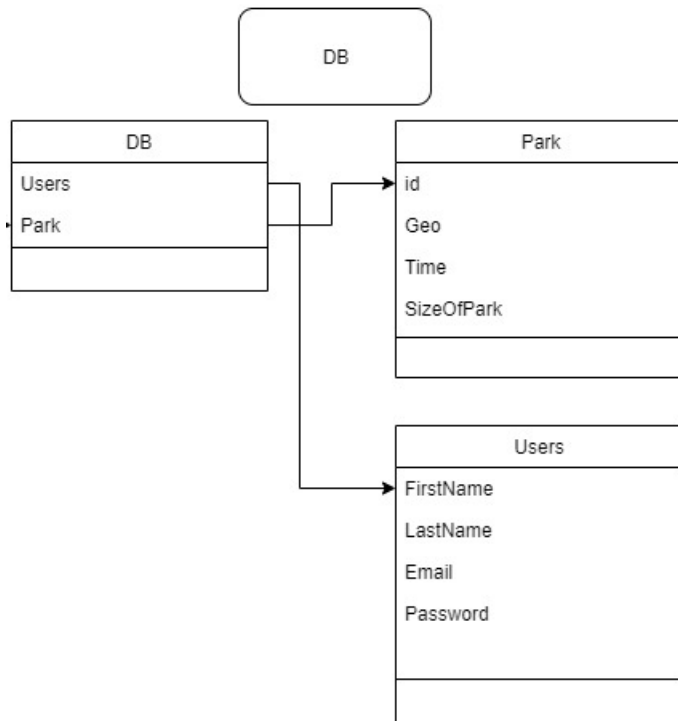 DB
DB
Users
Park
Park
id
Geo
Time
SizeOfPark
Users
FirstName
LastName
Email
Password